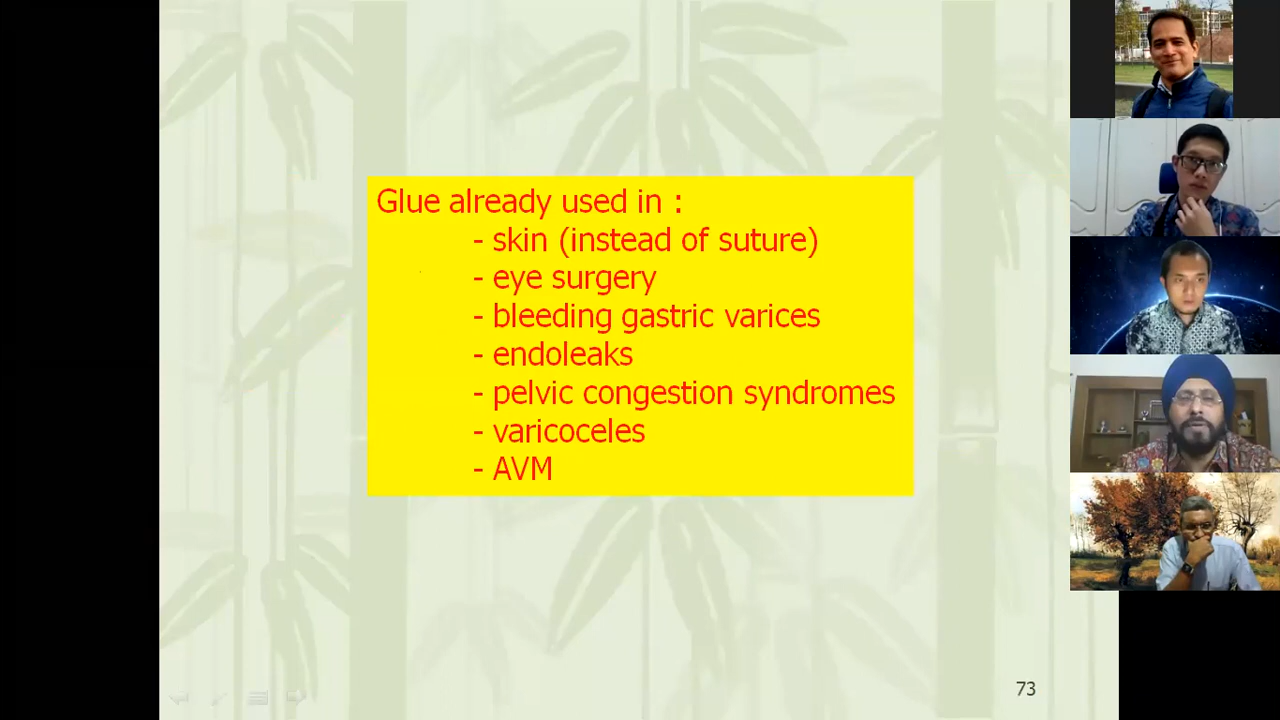 Glue already used in :
- skin (instead of suture)
- eye surgery
- bleeding gastric varices
- endoleaks
- pelvic congestion syndromes
- varicoceles
- AVM
73